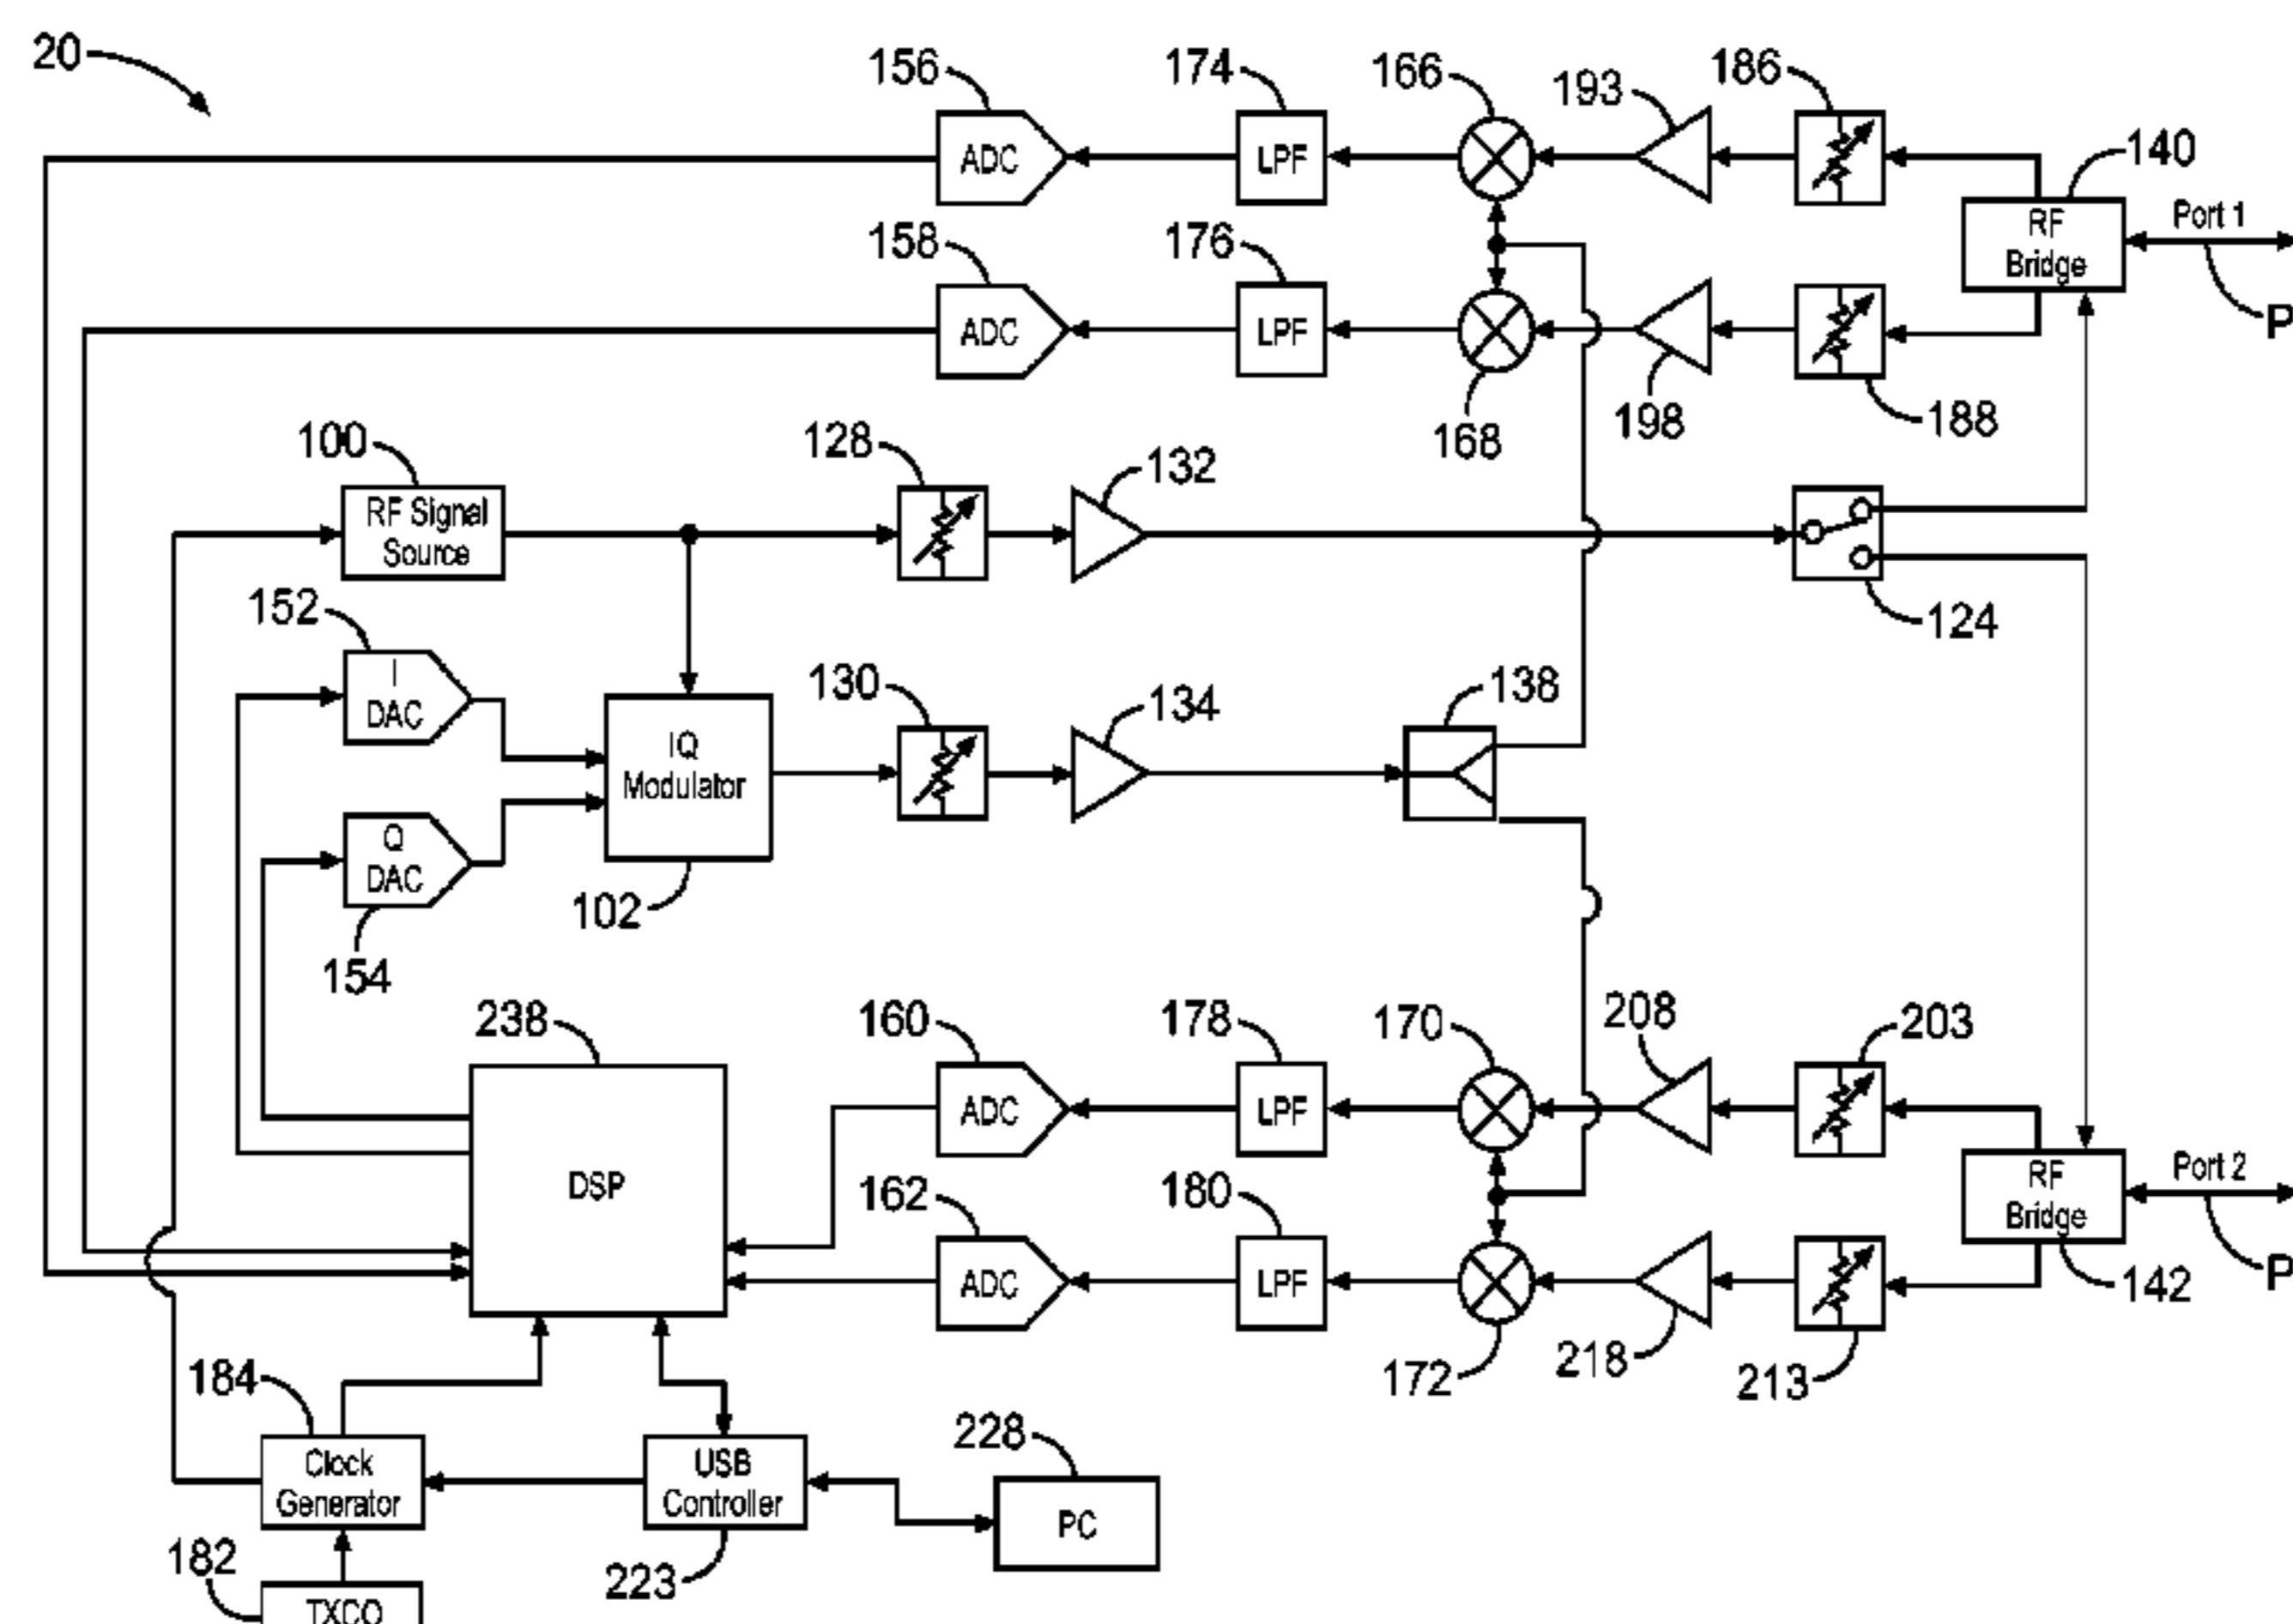 20
156
174
166
193
186
140
ADC
LPF
RF
Bridge
Port 1
P
158
176
ADC
LPF
168
198
188
100
128
132
RF Signal
Source
124
152
I
DAC
130
134
138
IQ
Modulator
Q
DAC
102
154
238
160
178
170
208
203
ADC
LPF
DSP
162
180
RF
Bridge
Port 2
P
ADC
LPF
142
172
218
213
184
228
Clock
Generator
USB
Controller
PC
182
223
TXCO